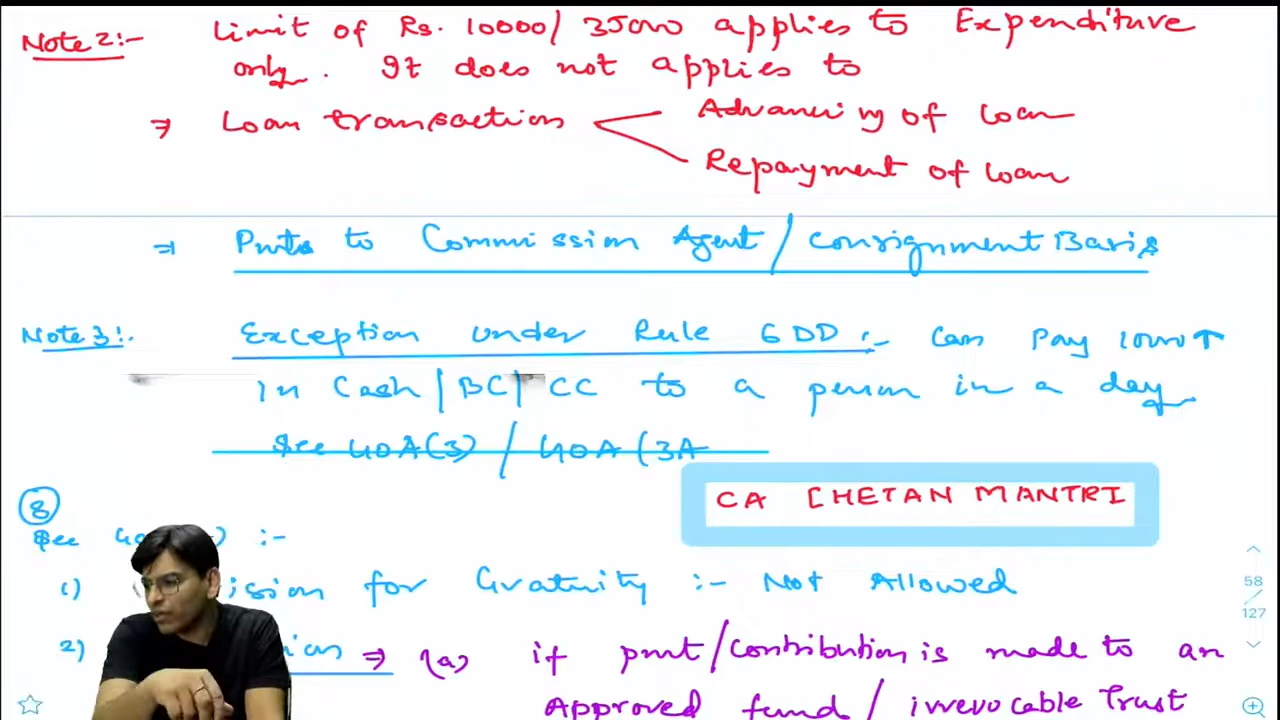 Note 2:- Limit of Rs. 10000/35000 applies to Expenditure
only. It does not applies to
⇒ Loan transaction Advancing of loan
Repayment of loan
⇒ Pmts to Commission Agent / consignment Basis
Note 3:- Exception under Rule 6DD :- Can Pay 10000↑
in Cash | BC | CC to a person in a day
Sec 40A(3) / 40A(3A
CA CHETAN MANTRI
8
Sec 40 ) :-
1) for Gratuity :- Not Allowed
58
127
2) ⇒ (a) if pmt/contribution is made to an
Approved fund / irrevocable Trust